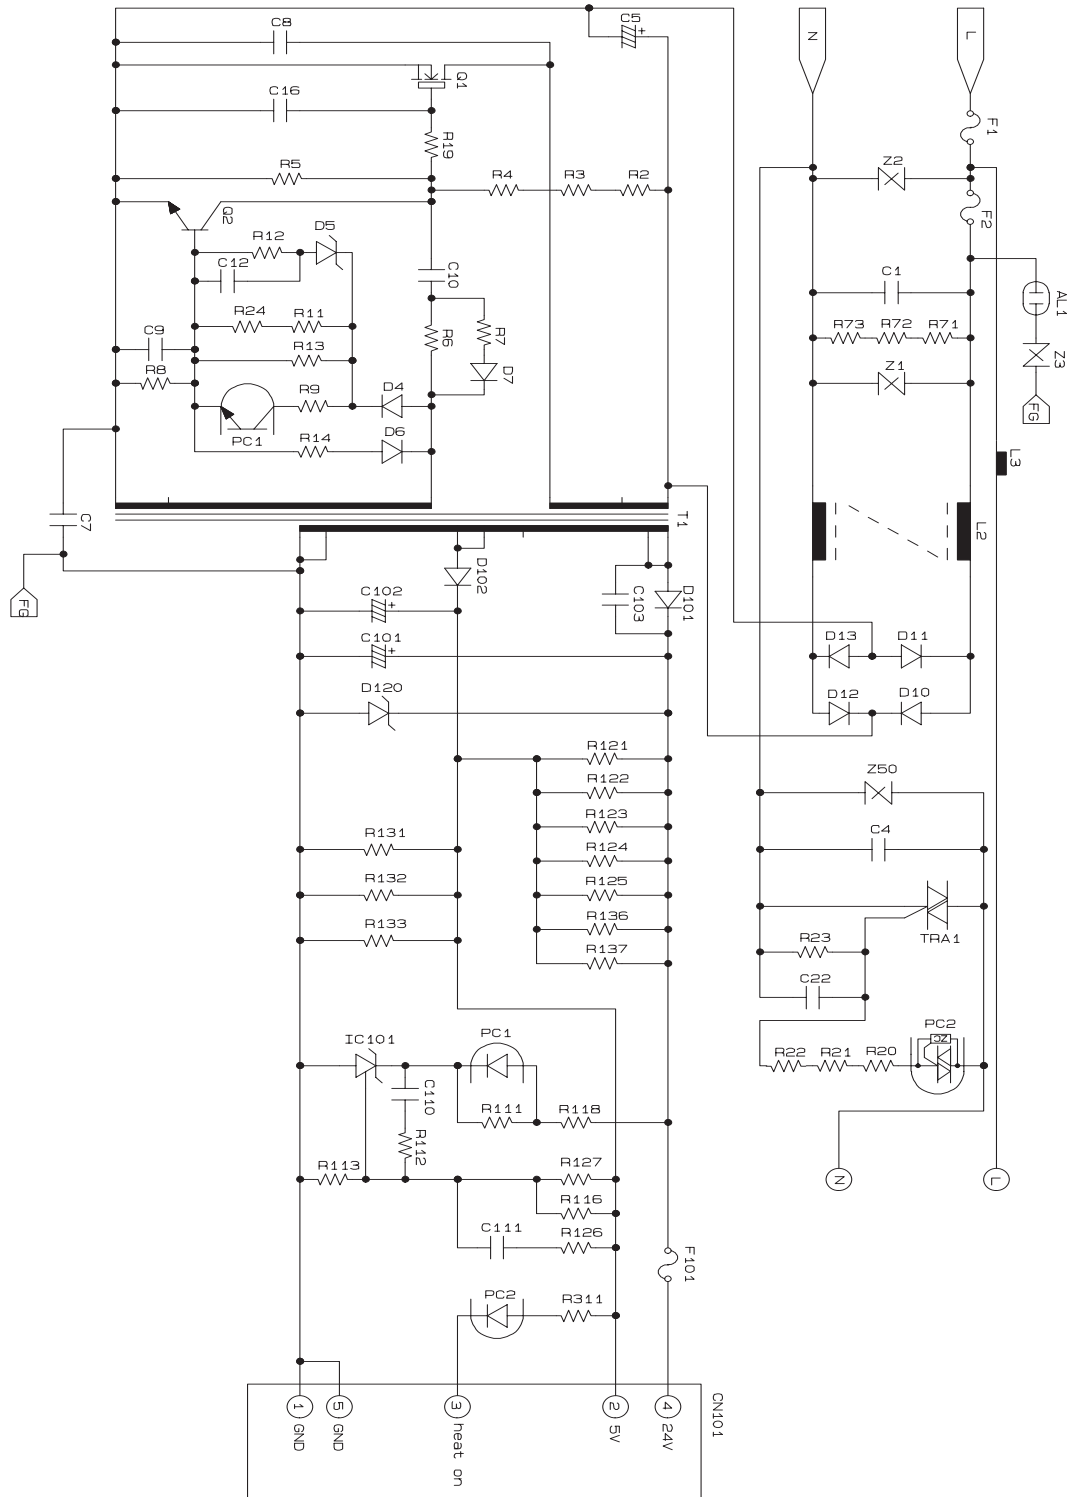 C8
C5
+
N
L
Q1
C16
F1
R19
Z2
R5
R4
R3
R2
Q2
F2
D5
R12
C12
C10
C1
AL1
R24
R11
C9
R13
R6
R7
R73
R72
R71
Z3
R8
D7
Z1
R9
D4
FG
PC1
R14
D6
L3
C7
T1
L2
D102
D101
C102
+
C103
FG
C101
+
D13
D11
D120
D12
D10
R121
R122
Z50
R123
R131
R124
C4
R132
R125
R133
R136
TRA1
R137
R23
C22
IC101
PC1
PC2
ZC
R22
R21
R20
C110
R111
R118
R112
R113
R127
N
L
R116
C111
R126
F101
PC2
R311
CN101
1 GND
5 GND
3 heat on
2 5V
4 24V